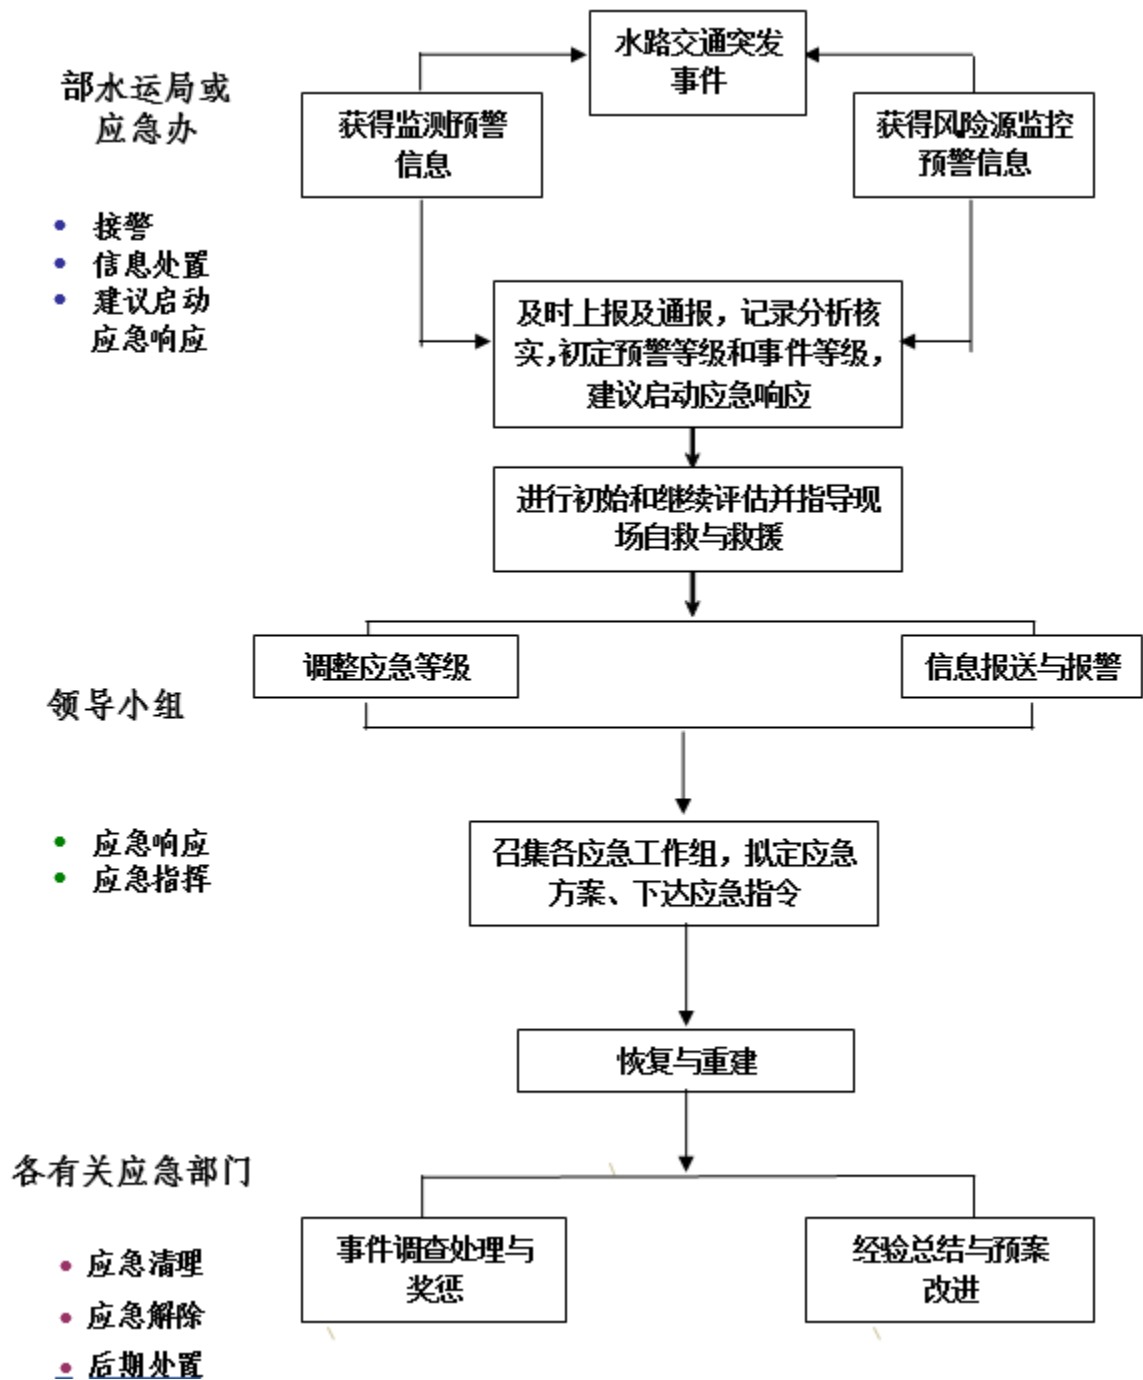 水路交通突发
事件
部水运局或
应急办
获得监测预警
信息
获得风险源监控
预警信息
接警
信息处置
建议启动
应急响应
及时上报及通报，记录分析核
实,初定预警等级和事件等级，
建议启动应急响应
进行初始和继续评估并指导现
场自救与救援
调整应急等级
信息报送与报警
领导小组
应急响应
应急指挥
召集各应急工作组，拟定应急
方案、下达应急指令
恢复与重建
各有关应急部门
事件调查处理与
奖惩
经验总结与预案
改进
应急清理
应急解除
后期处置